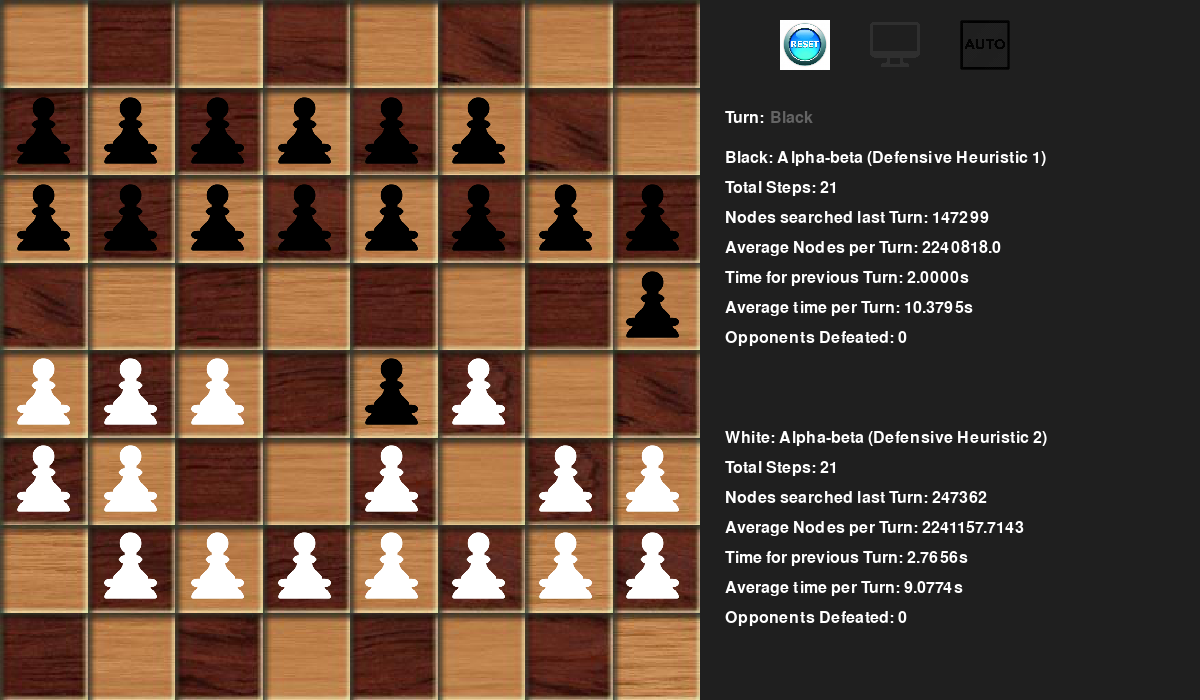 RESET
AUTO
Turn: Black
Black: Alpha-beta (Defensive Heuristic 1)
Total Steps: 21
Nodes searched last Turn: 147299
Average Nodes per Turn: 2240818.0
Time for previous Turn: 2.0000s
Average time per Turn: 10.3795s
Opponents Defeated: 0
White: Alpha-beta (Defensive Heuristic 2)
Total Steps: 21
Nodes searched last Turn: 247362
Average Nodes per Turn: 2241157.7143
Time for previous Turn: 2.7656s
Average time per Turn: 9.0774s
Opponents Defeated: 0